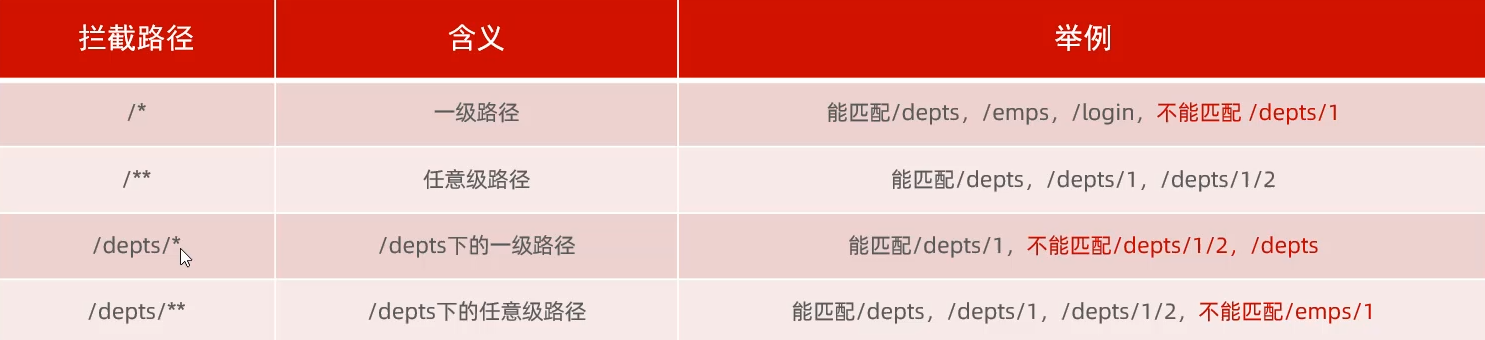 拦截路径 含义 举例
/* 一级路径 能匹配/depts，/emps，/login，不能匹配 /depts/1
/** 任意级路径 能匹配/depts，/depts/1，/depts/1/2
/depts/* /depts下的一级路径 能匹配/depts/1，不能匹配/depts/1/2，/depts
/depts/** /depts下的任意级路径 能匹配/depts，/depts/1，/depts/1/2，不能匹配/emps/1